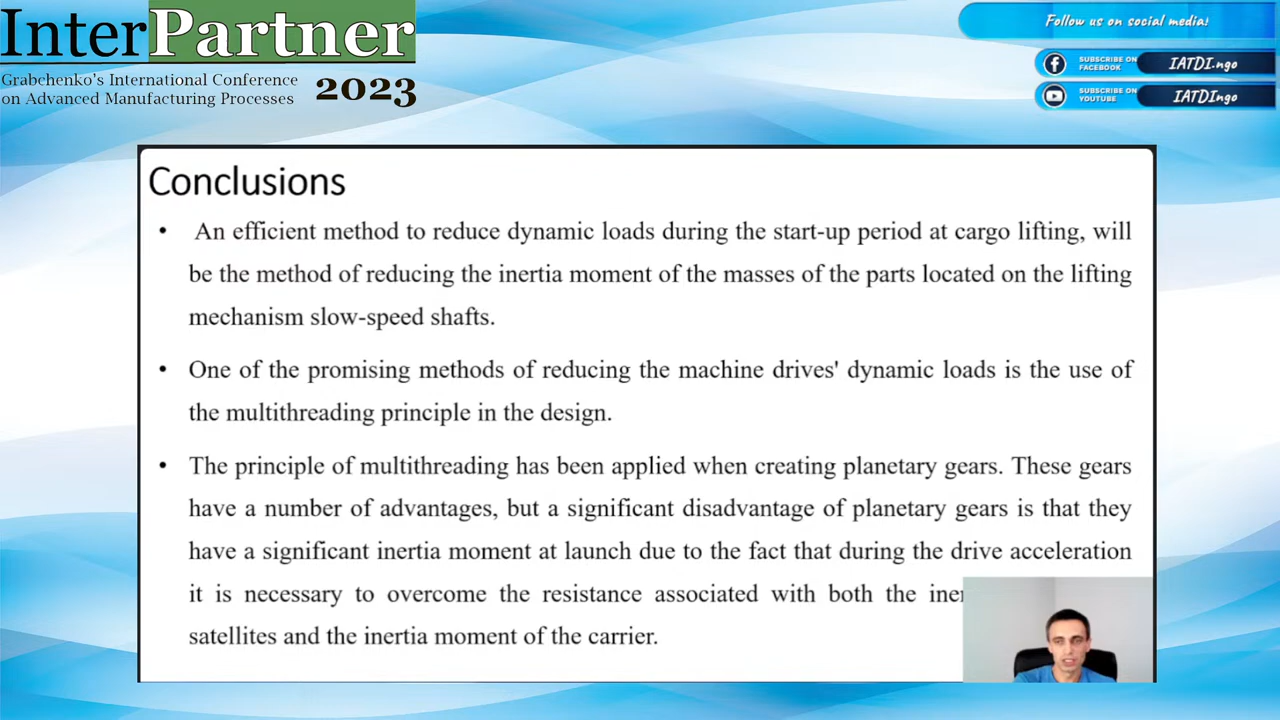 InterPartner
Grabchenko's International Conference
on Advanced Manufacturing Processes
2023
Follow us on social media!
SUBSCRIBE ON
FACEBOOK
IATDI.ngo
SUBSCRIBE ON
YOUTUBE
IATDIngo
Conclusions
• An efficient method to reduce dynamic loads during the start-up period at cargo lifting, will
be the method of reducing the inertia moment of the masses of the parts located on the lifting
mechanism slow-speed shafts.
• One of the promising methods of reducing the machine drives' dynamic loads is the use of
the multithreading principle in the design.
• The principle of multithreading has been applied when creating planetary gears. These gears
have a number of advantages, but a significant disadvantage of planetary gears is that they
have a significant inertia moment at launch due to the fact that during the drive acceleration
it is necessary to overcome the resistance associated with both the
satellites and the inertia moment of the carrier.